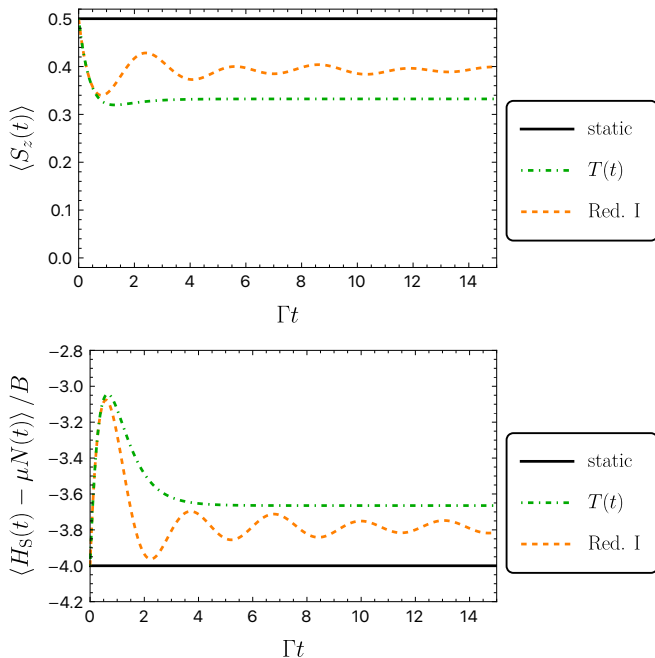 ⟨S_z(t)⟩
0.5
0.4
0.3
0.2
0.1
0.0
0 2 4 6 8 10 12 14
Γt
static
T(t)
Red. I
⟨H_S(t) − μN(t)⟩ /B
−2.8
−3.0
−3.2
−3.4
−3.6
−3.8
−4.0
−4.2
0 2 4 6 8 10 12 14
Γt
static
T(t)
Red. I